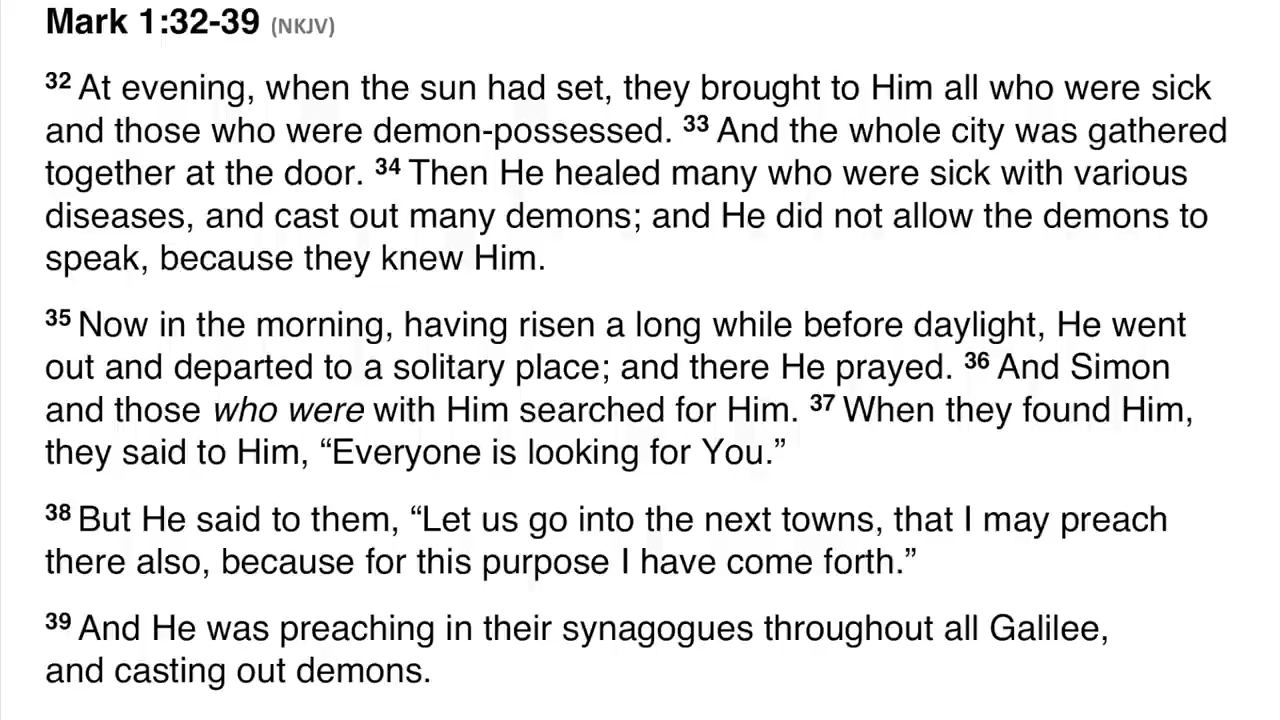 Mark 1:32-39 (NKJV)
32 At evening, when the sun had set, they brought to Him all who were sick
and those who were demon-possessed. 33 And the whole city was gathered
together at the door. 34 Then He healed many who were sick with various
diseases, and cast out many demons; and He did not allow the demons to
speak, because they knew Him.
35 Now in the morning, having risen a long while before daylight, He went
out and departed to a solitary place; and there He prayed. 36 And Simon
and those who were with Him searched for Him. 37 When they found Him,
they said to Him, “Everyone is looking for You.”
38 But He said to them, “Let us go into the next towns, that I may preach
there also, because for this purpose I have come forth.”
39 And He was preaching in their synagogues throughout all Galilee,
and casting out demons.